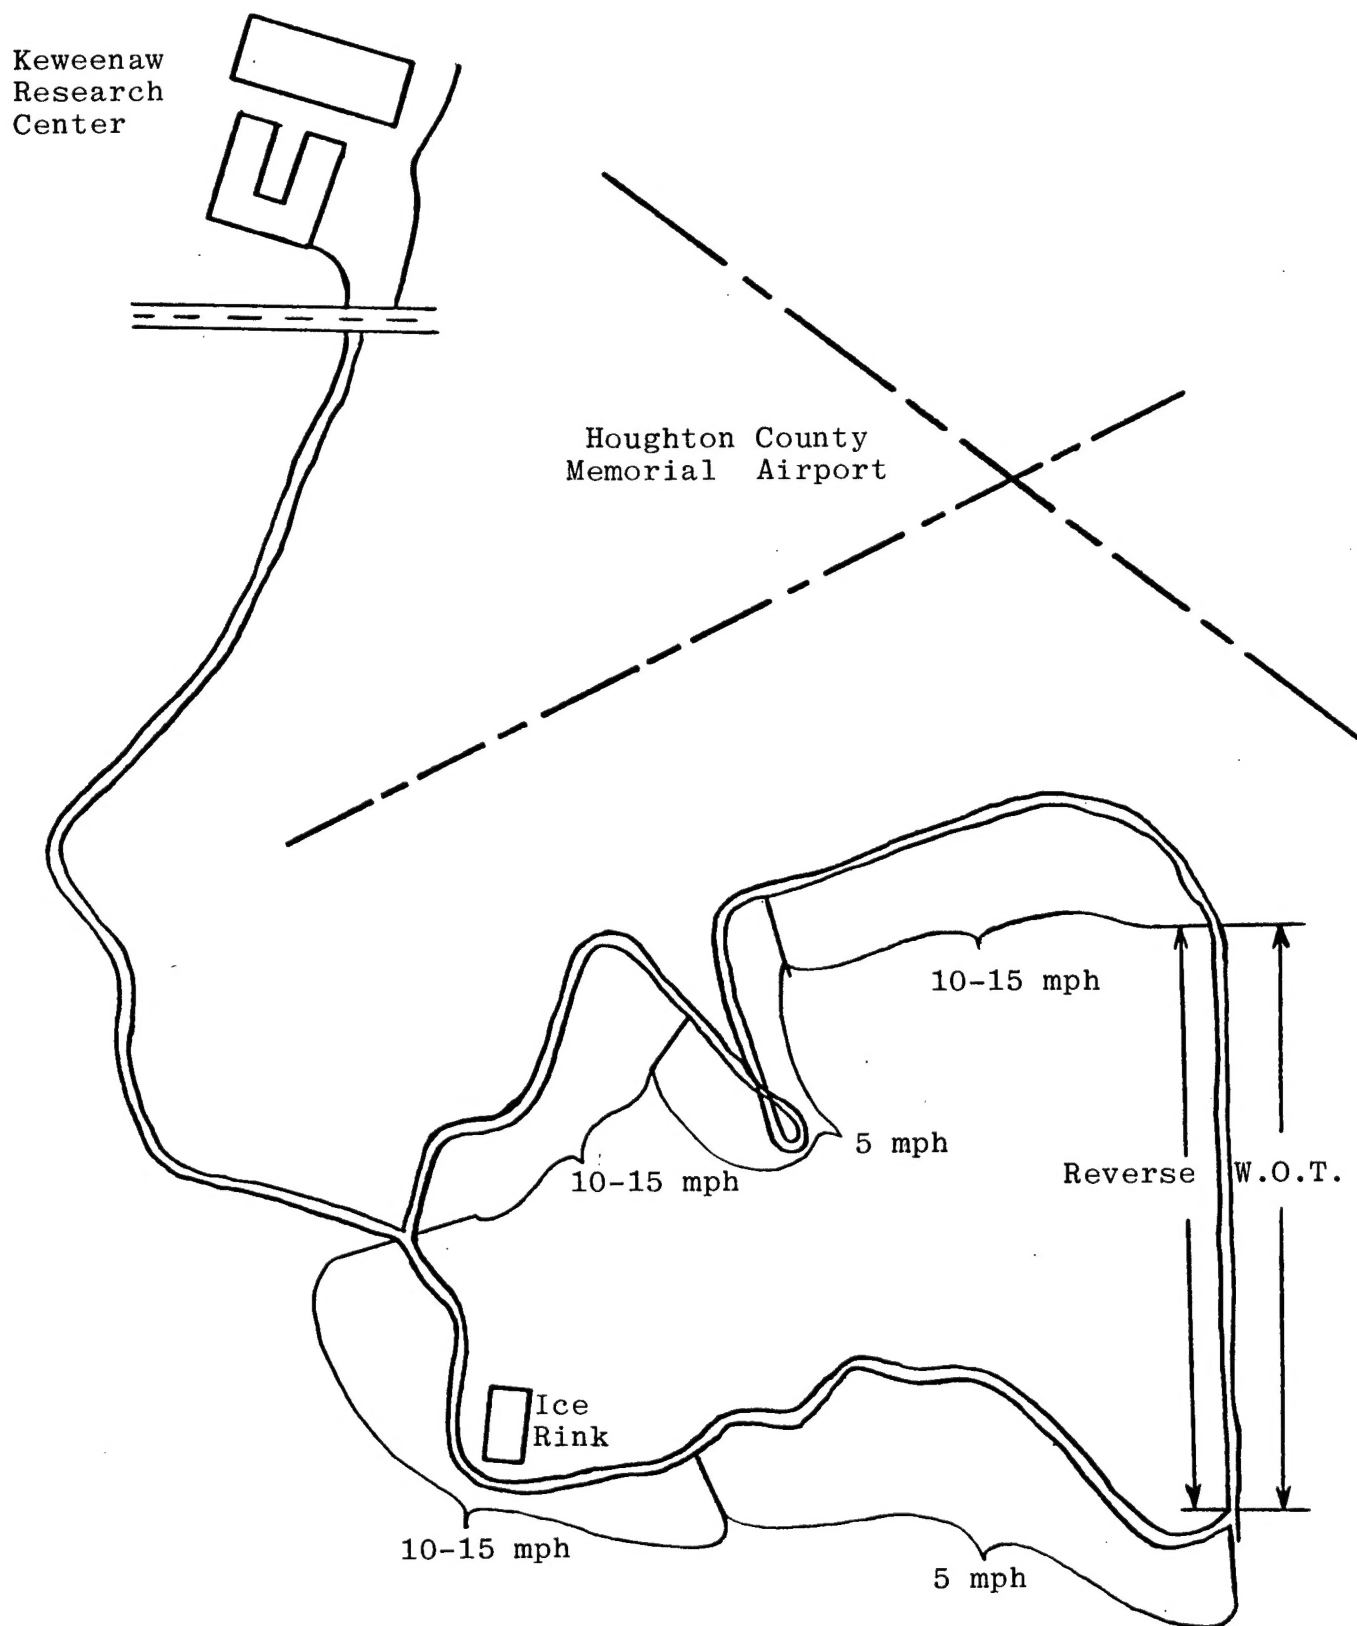 Keweenaw
Research
Center
Houghton County
Memorial Airport
10-15 mph
5 mph
10-15 mph
Reverse
W.O.T.
Ice
Rink
10-15 mph
5 mph